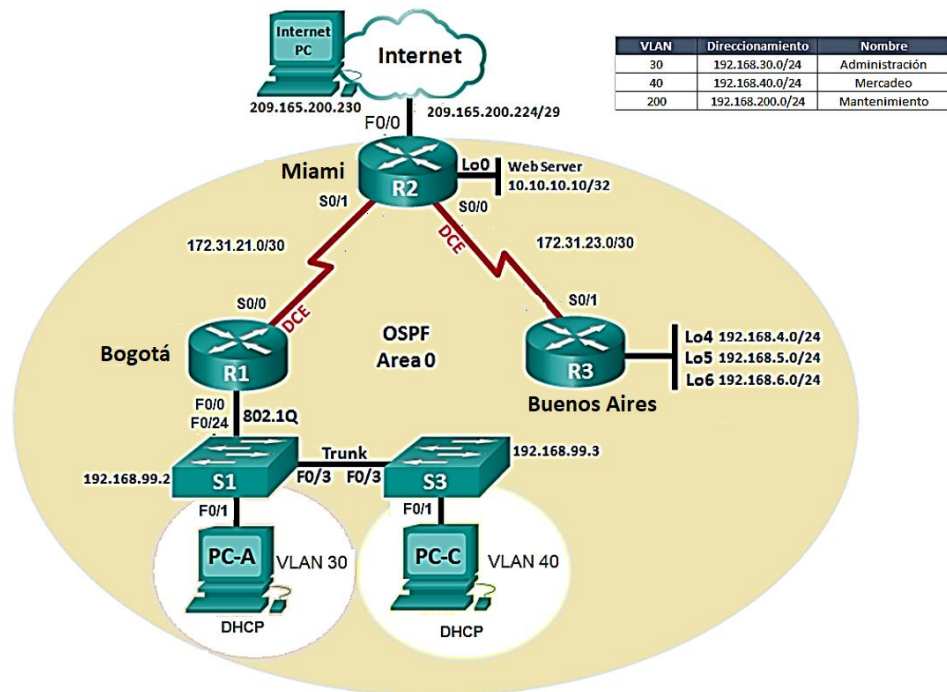 Internet
PC
Internet
209.165.200.230
209.165.200.224/29
F0/0
VLAN Direccionamiento Nombre
30 192.168.30.0/24 Administración
40 192.168.40.0/24 Mercadeo
200 192.168.200.0/24 Mantenimiento
Miami
R2
Lo0
Web Server
10.10.10.10/32
S0/1
S0/0
DCE
172.31.21.0/30
172.31.23.0/30
S0/0
DCE
S0/1
Bogotá
R1
OSPF
Area 0
R3
Buenos Aires
Lo4 192.168.4.0/24
Lo5 192.168.5.0/24
Lo6 192.168.6.0/24
F0/0
F0/24
802.1Q
192.168.99.2
S1
Trunk
F0/3 F0/3
S3
192.168.99.3
F0/1
F0/1
PC-A
VLAN 30
DHCP
PC-C
VLAN 40
DHCP